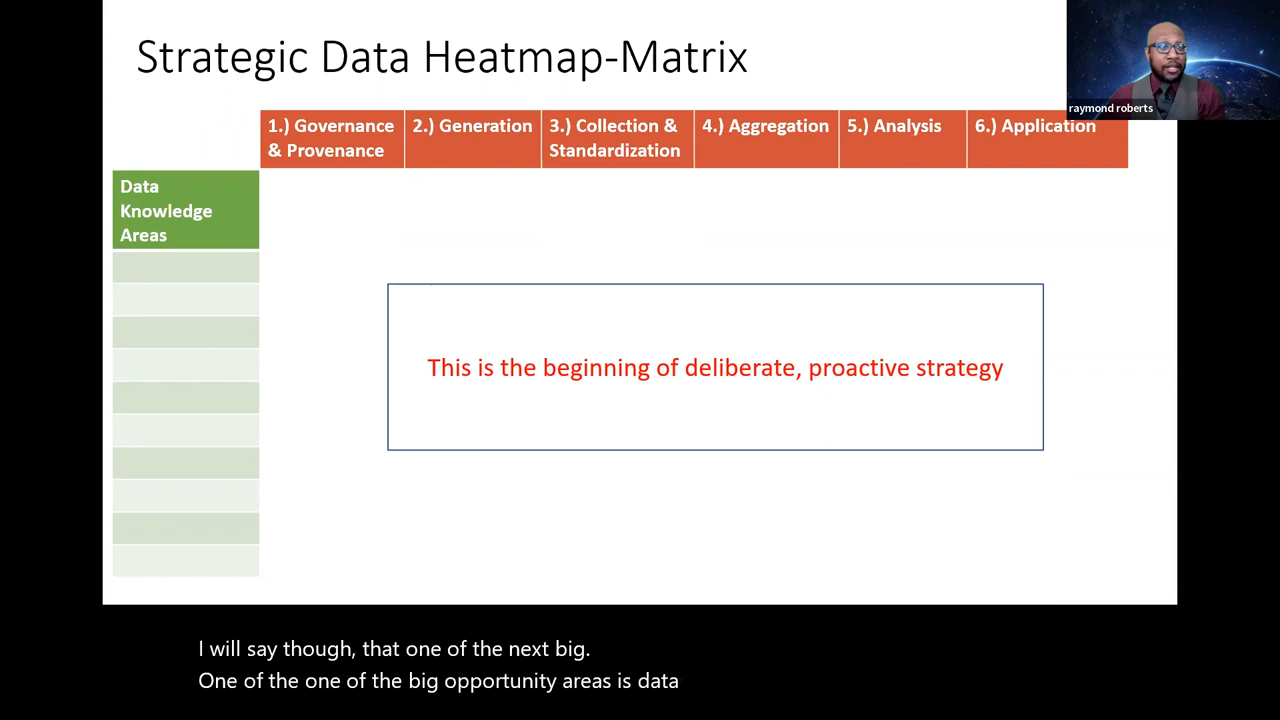 Strategic Data Heatmap-Matrix
raymond roberts
1.) Governance
& Provenance
2.) Generation
3.) Collection &
Standardization
4.) Aggregation
5.) Analysis
6.) Application
Data
Knowledge
Areas
This is the beginning of deliberate, proactive strategy
I will say though, that one of the next big.
One of the one of the big opportunity areas is data